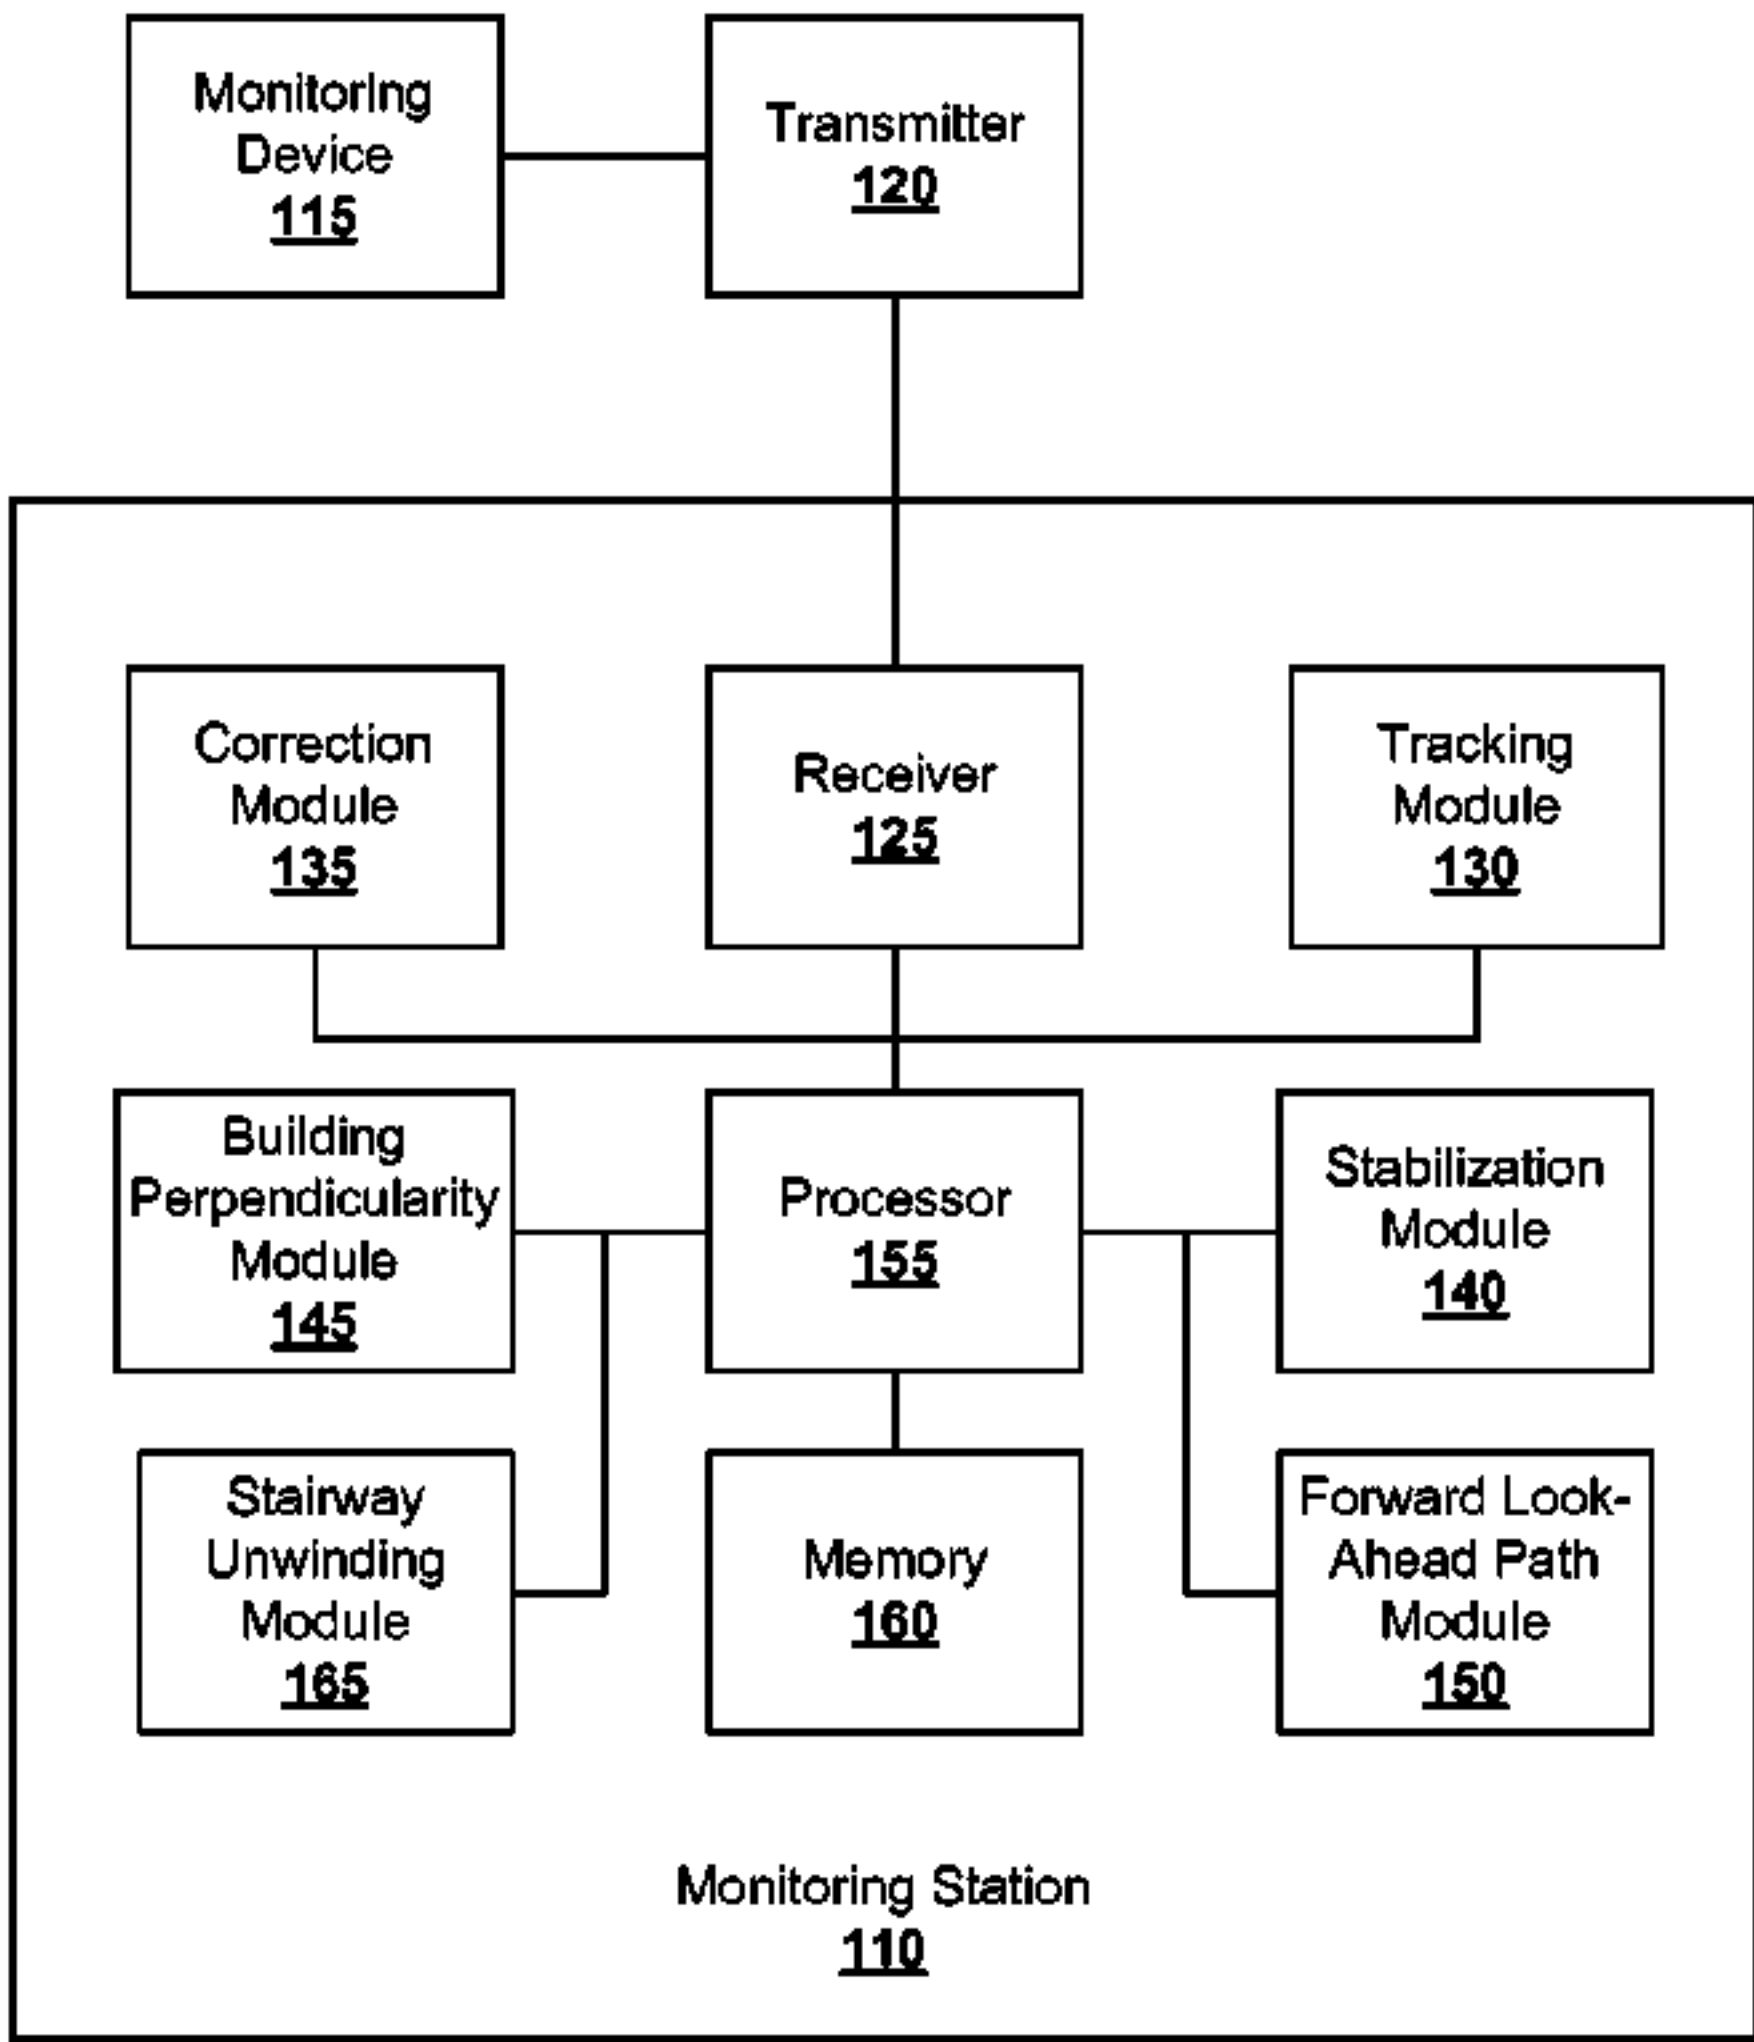 Monitoring
Device
115
Transmitter
120
Correction
Module
135
Receiver
125
Tracking
Module
130
Building
Perpendicularity
Module
145
Processor
155
Stabilization
Module
140
Stairway
Unwinding
Module
165
Memory
160
Forward Look-
Ahead Path
Module
150
Monitoring Station
110